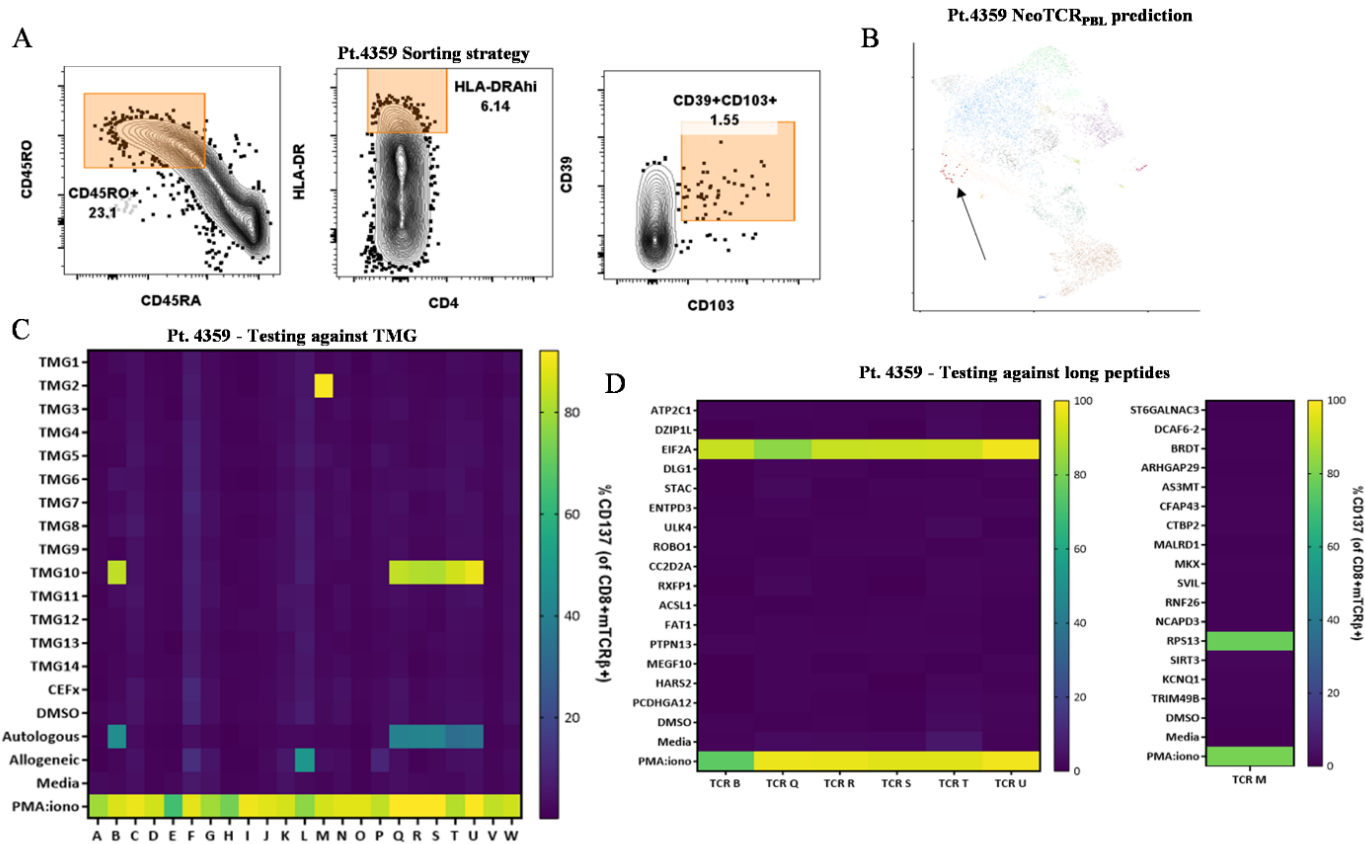 A
Pt.4359 Sorting strategy
CD45RO
CD45RO+
23.1
CD45RA
HLA-DR
HLA-DRAhi
6.14
CD4
CD39
CD39+CD103+
1.55
CD103
B
Pt.4359 NeoTCRPBL prediction
C
Pt. 4359 - Testing against TMG
TMG1
TMG2
TMG3
TMG4
TMG5
TMG6
TMG7
TMG8
TMG9
TMG10
TMG11
TMG12
TMG13
TMG14
CEFx
DMSO
Autologous
Allogeneic
Media
PMA:iono
A B C D E F G H I J K L M N O P Q R S T U V W
80
60
40
20
% CD137 (of CD8+mTCRβ+)
D
Pt. 4359 - Testing against long peptides
ATP2C1
DZIP1L
EIF2A
DLG1
STAC
ENTPD3
ULK4
ROBO1
CC2D2A
RXFP1
ACSL1
FAT1
PTPN13
MEGF10
HARS2
PCDHGA12
DMSO
Media
PMA:iono
TCR B TCR Q TCR R TCR S TCR T TCR U
100
80
60
40
20
0
ST6GALNAC3
DCAF6-2
BRDT
ARHGAP29
AS3MT
CFAP43
CTBP2
MALRD1
MKX
SVIL
RNF26
NCAPD3
RPS13
SIRT3
KCNQ1
TRIM49B
DMSO
Media
PMA:iono
TCR M
100
80
60
40
20
0
% CD137 (of CD8+mTCRβ+)